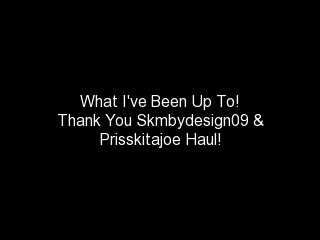 What I've Been Up To!
Thank You Skmbydesign09 &
Prisskitajoe Haul!